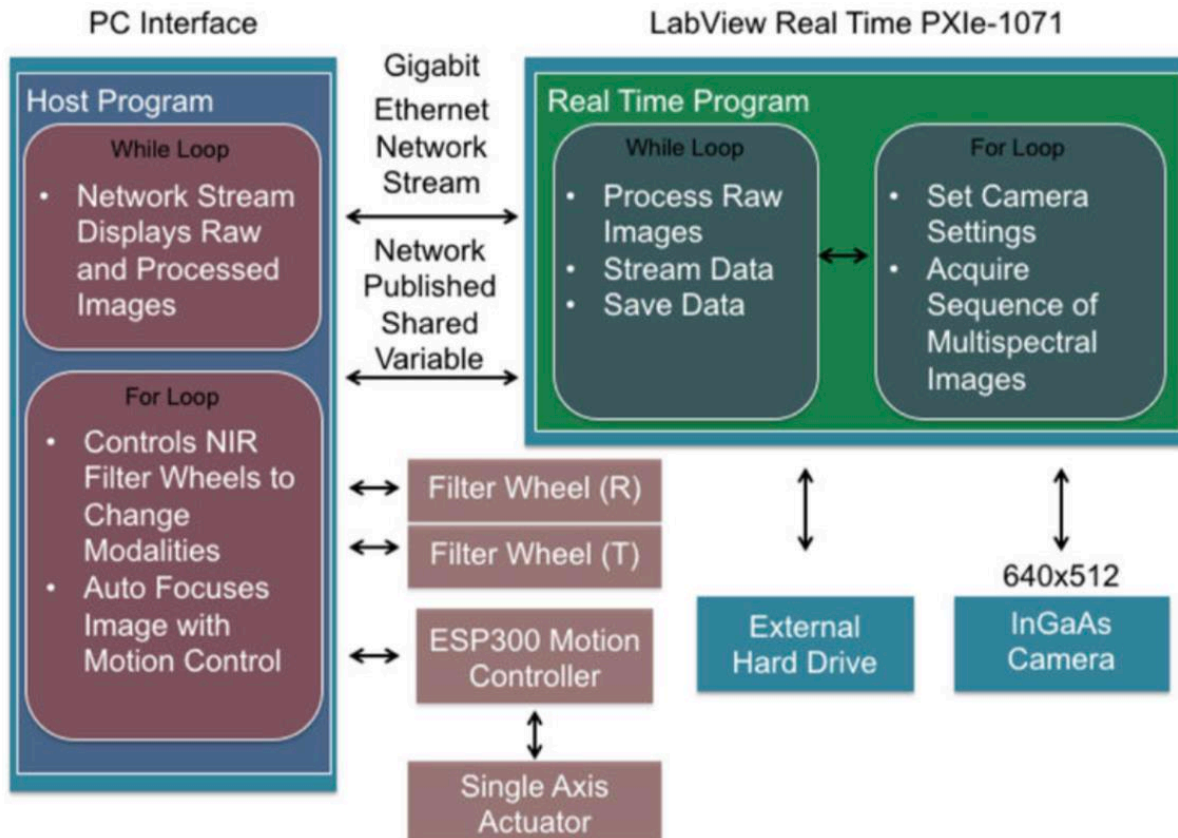 PC Interface
Host Program
While Loop
• Network Stream
Displays Raw
and Processed
Images
For Loop
• Controls NIR
Filter Wheels to
Change
Modalities
• Auto Focuses
Image with
Motion Control
Gigabit
Ethernet
Network
Stream
Network
Published
Shared
Variable
LabView Real Time PXIe-1071
Real Time Program
While Loop
• Process Raw
Images
• Stream Data
• Save Data
For Loop
• Set Camera
Settings
• Acquire
Sequence of
Multispectral
Images
Filter Wheel (R)
Filter Wheel (T)
ESP300 Motion
Controller
Single Axis
Actuator
External
Hard Drive
640x512
InGaAs
Camera